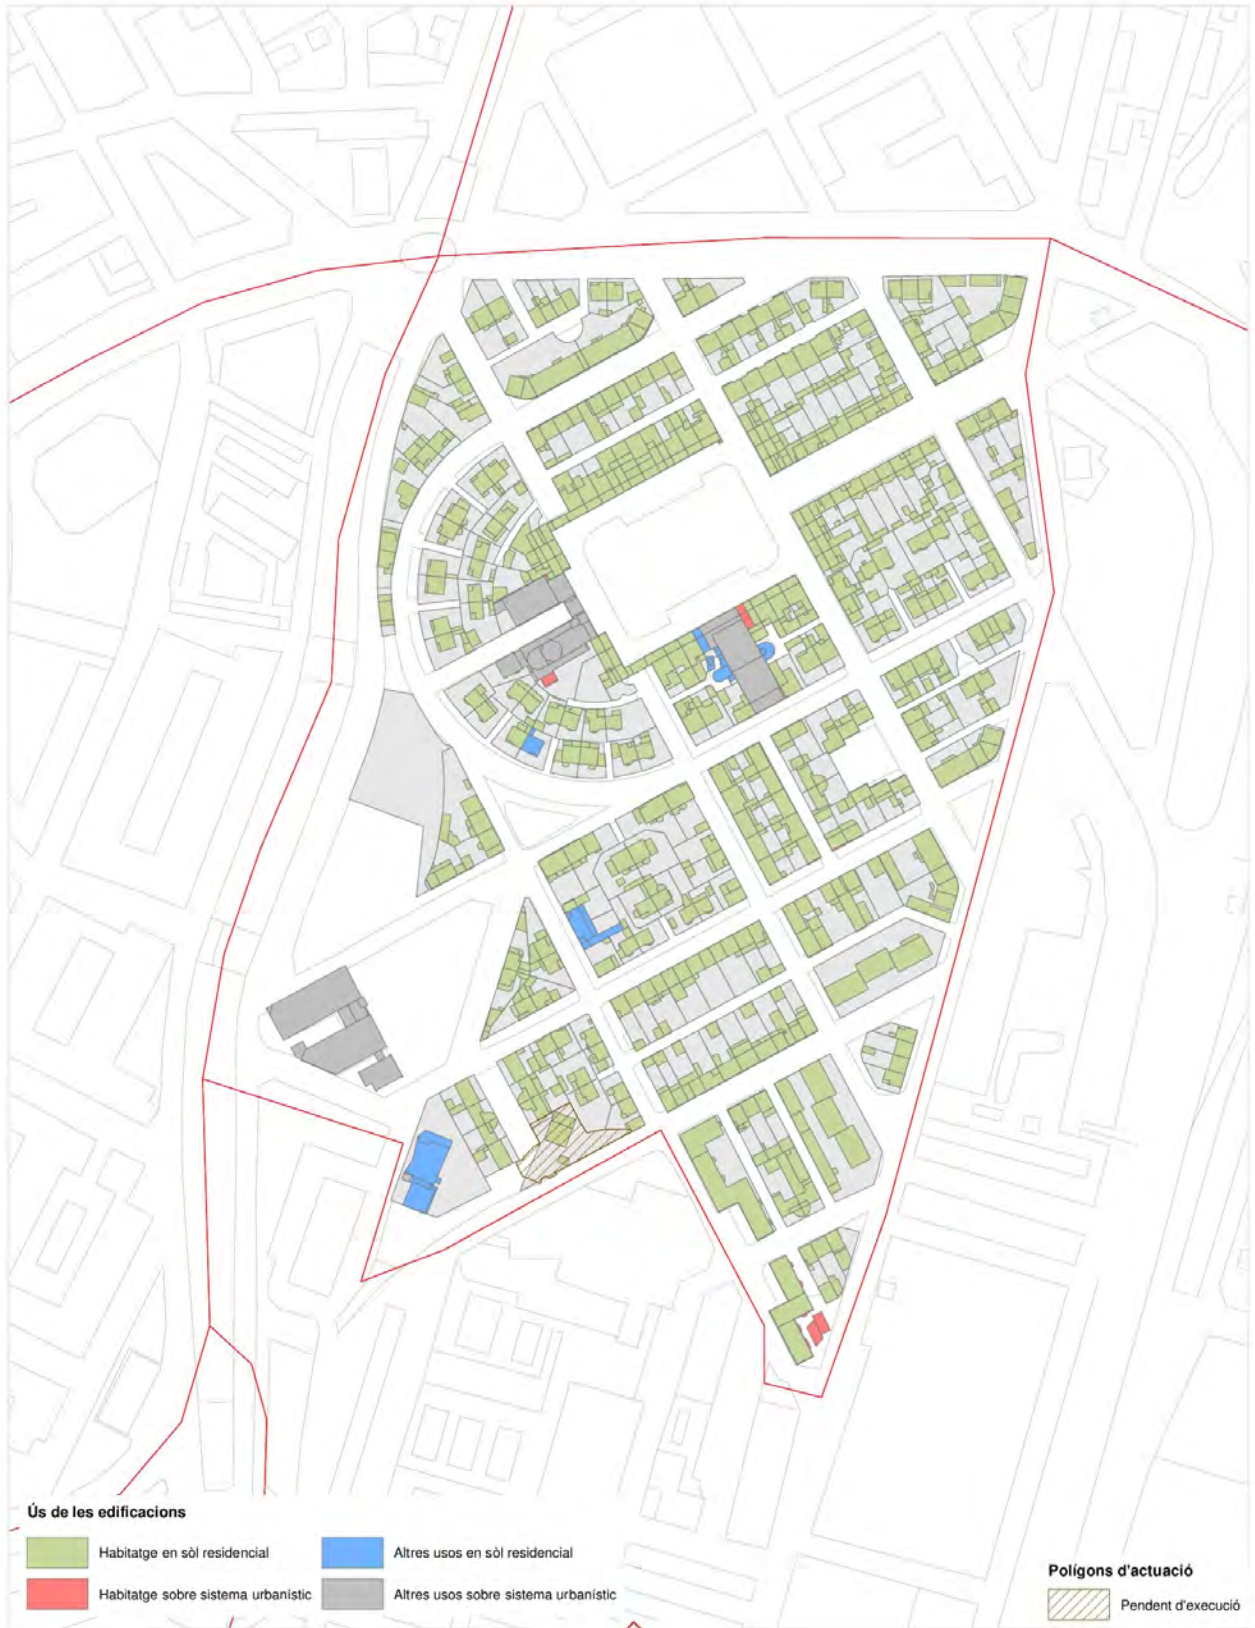 Ús de les edificacions
Habitatge en sòl residencial
Altres usos en sòl residencial
Habitatge sobre sistema urbanístic
Altres usos sobre sistema urbanístic
Polígons d'actuació
Pendent d'execució